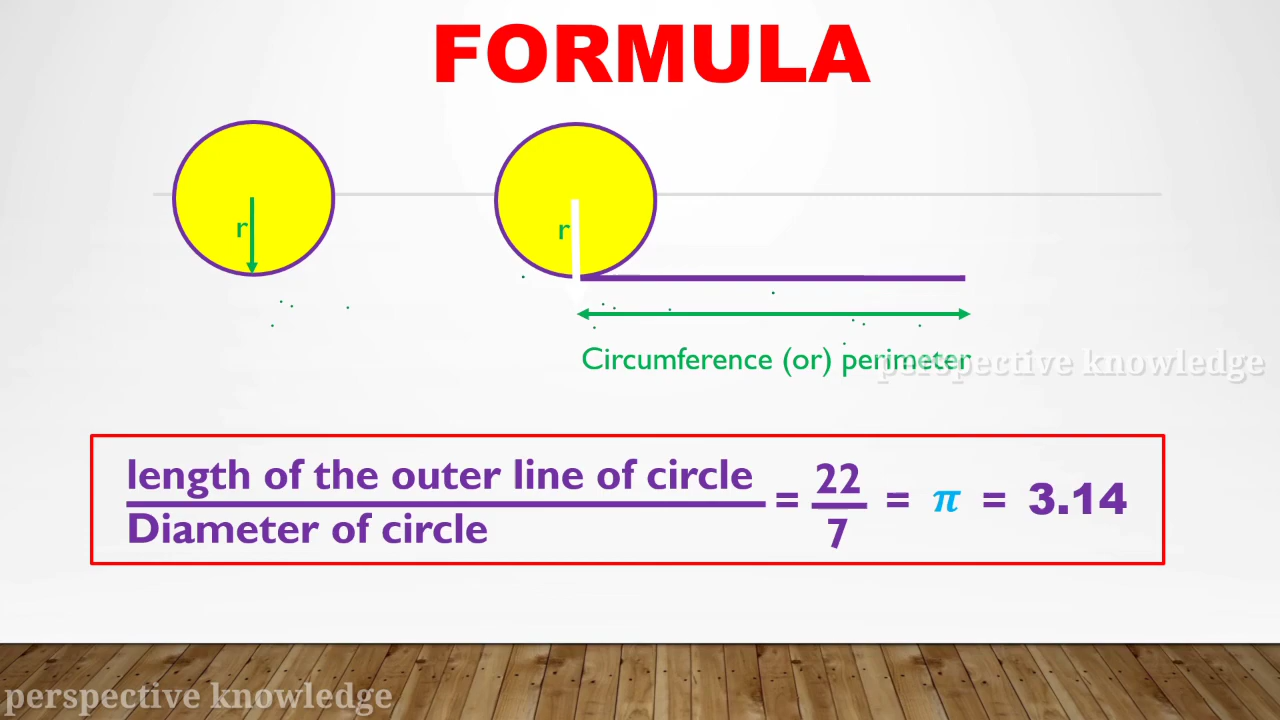 FORMULA
r
r
Circumference (or) perimeter
perspective knowledge
length of the outer line of circle
Diameter of circle
= 22/7 = π = 3.14
perspective knowledge